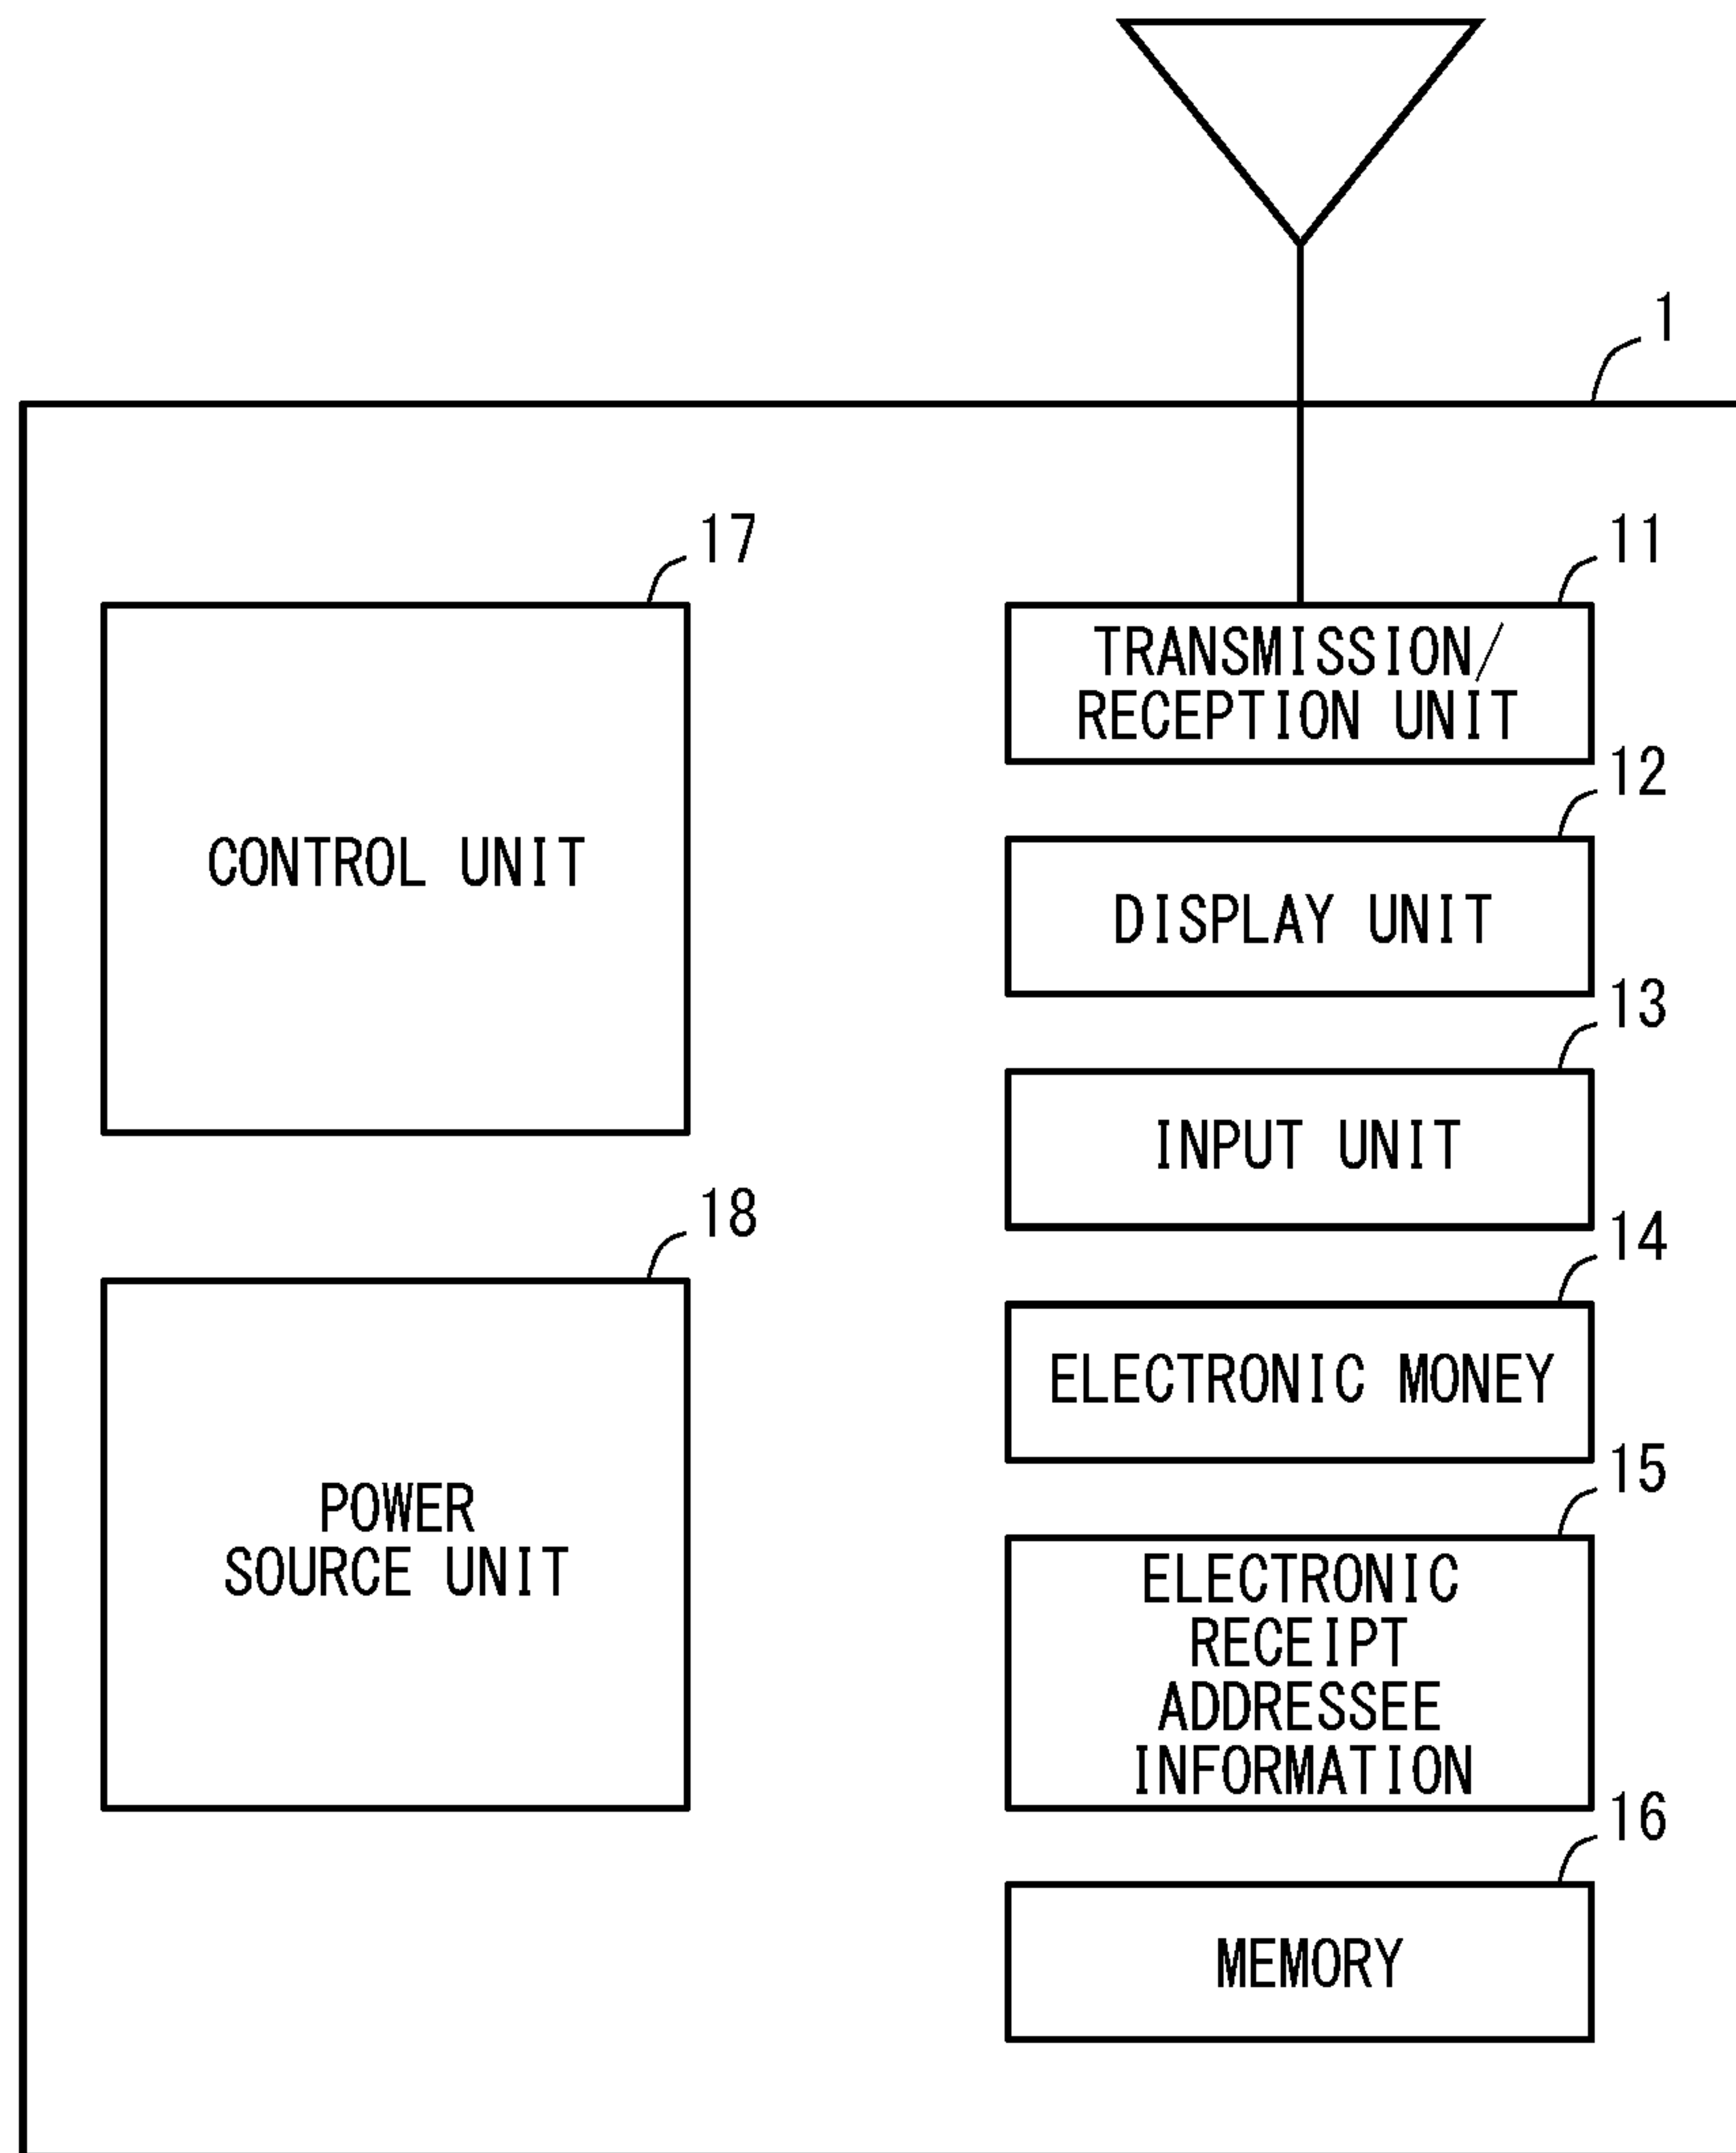 1
17
CONTROL UNIT
18
POWER
SOURCE UNIT
11
TRANSMISSION/
RECEPTION UNIT
12
DISPLAY UNIT
13
INPUT UNIT
14
ELECTRONIC MONEY
15
ELECTRONIC
RECEIPT
ADDRESSEE
INFORMATION
16
MEMORY